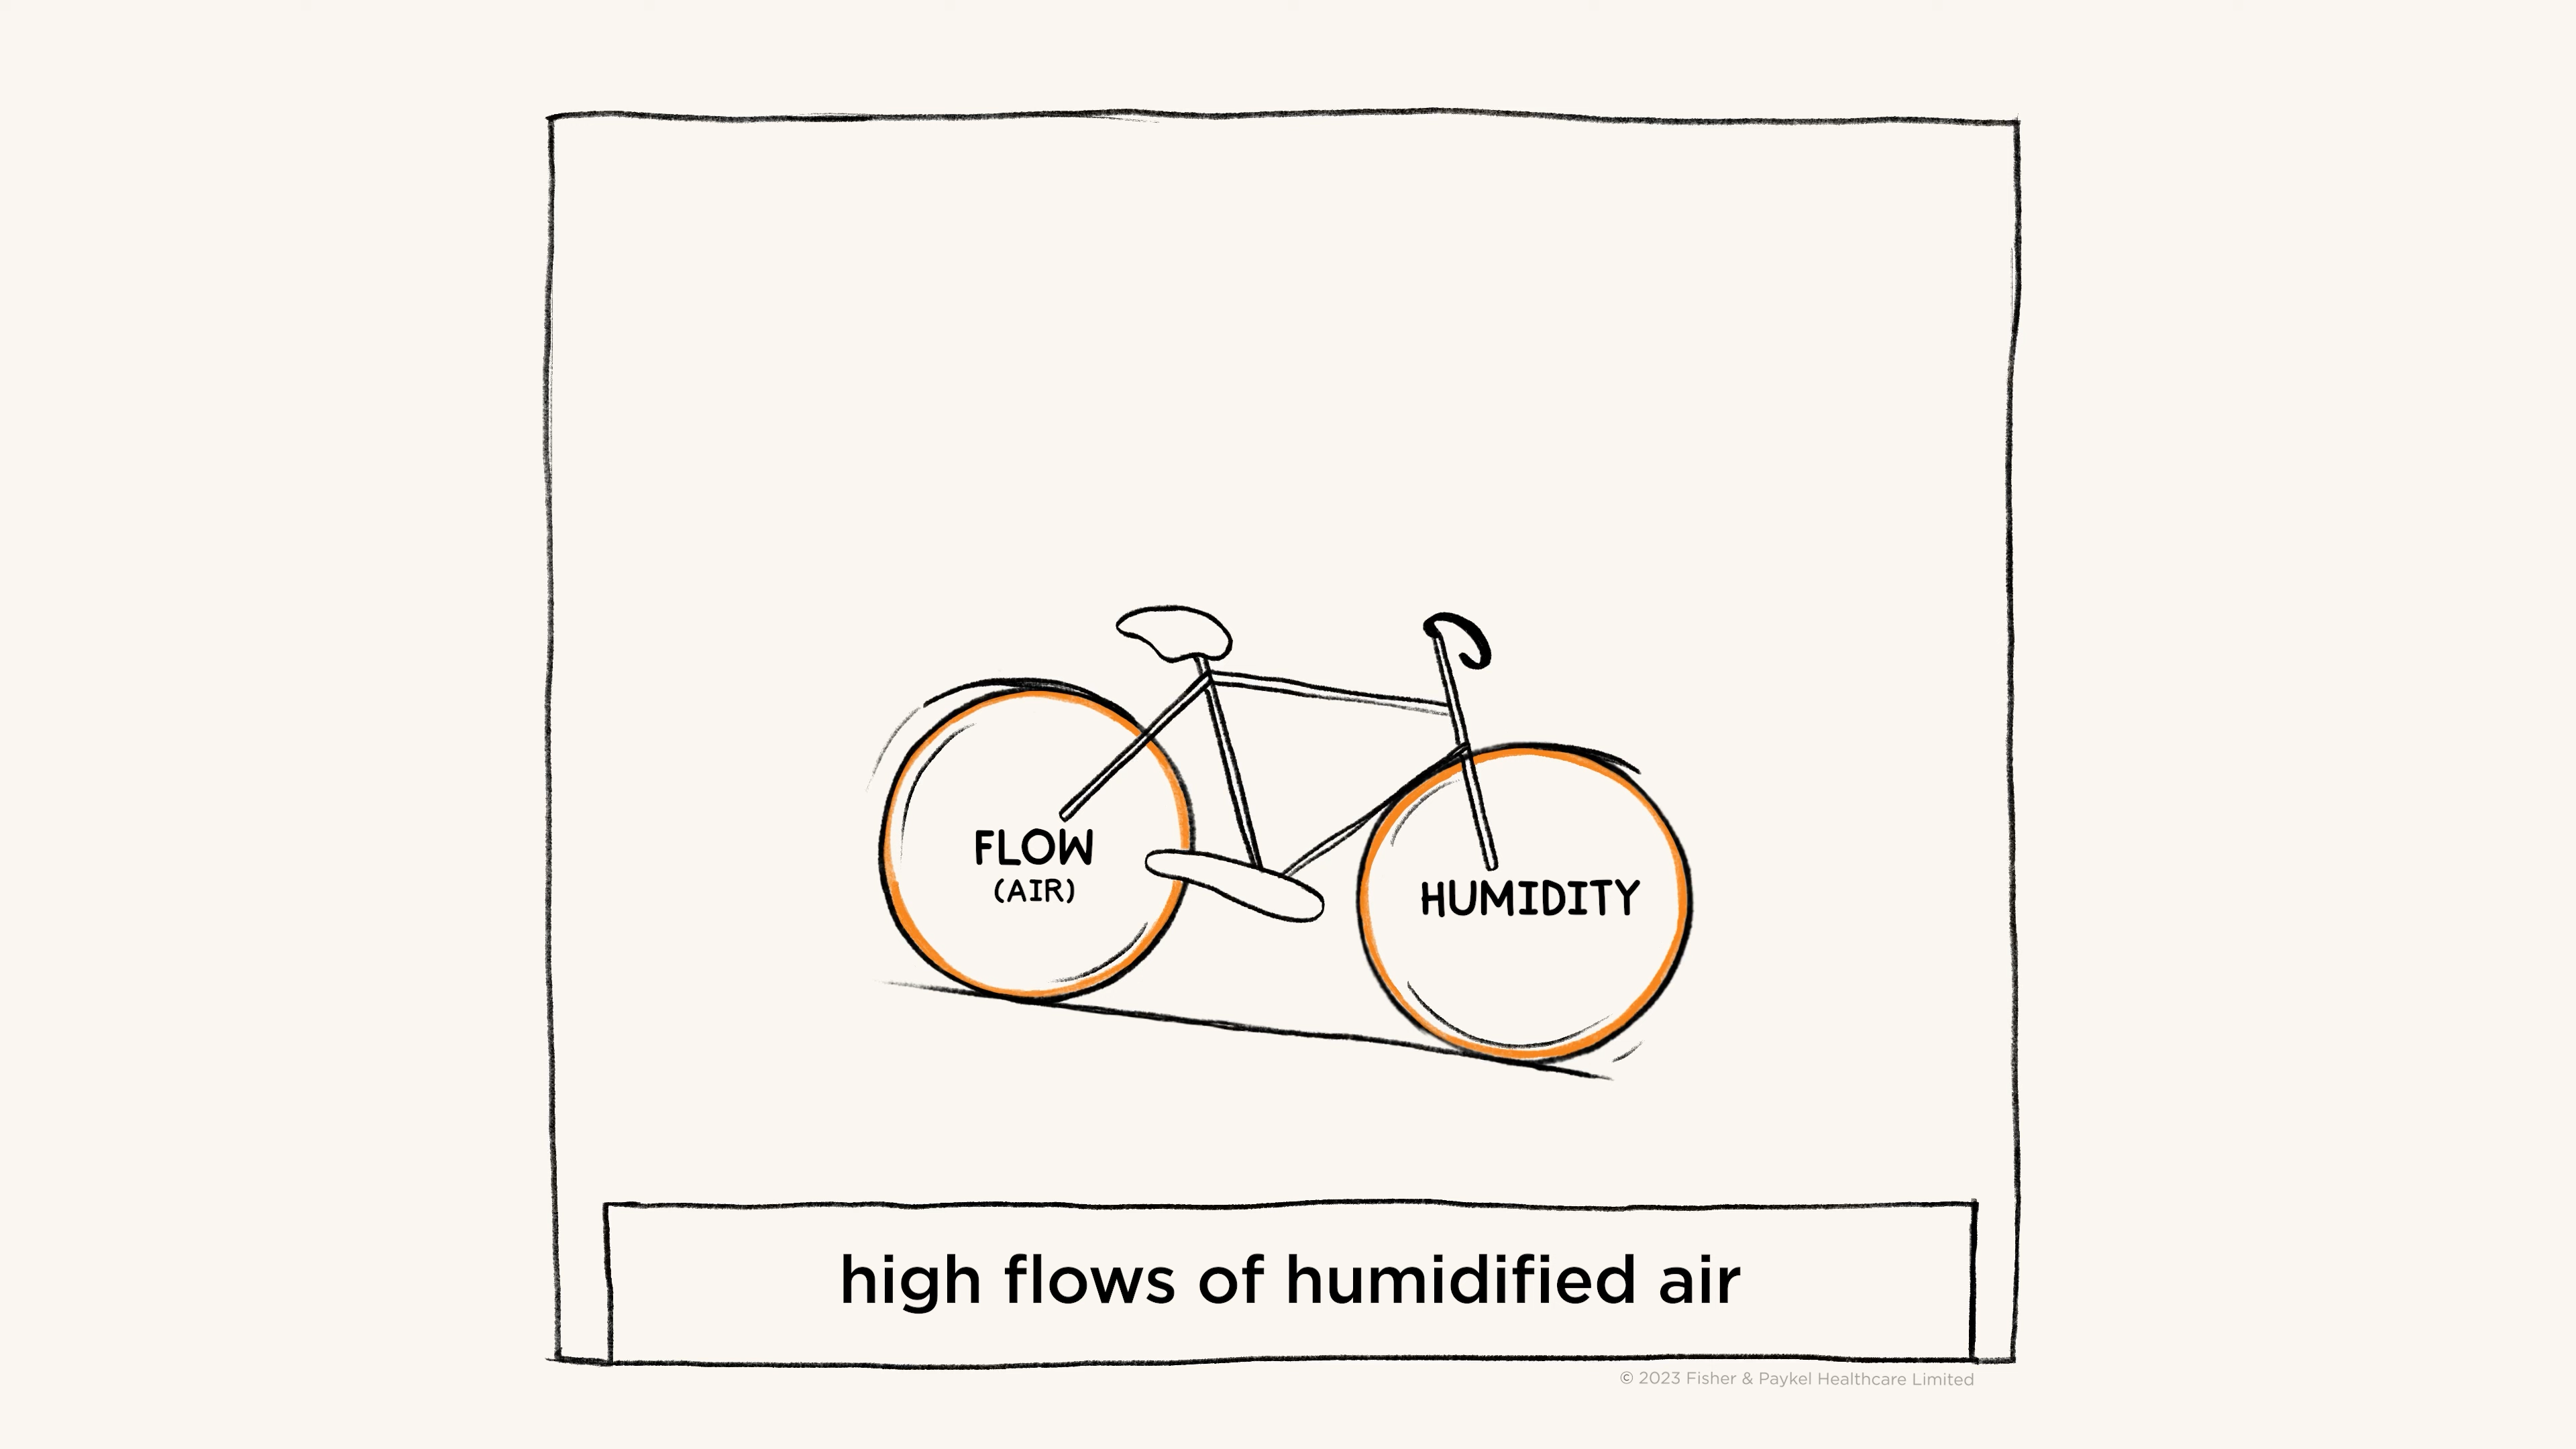 FLOW
(AIR)
HUMIDITY
high flows of humidified air
© 2023 Fisher & Paykel Healthcare Limited